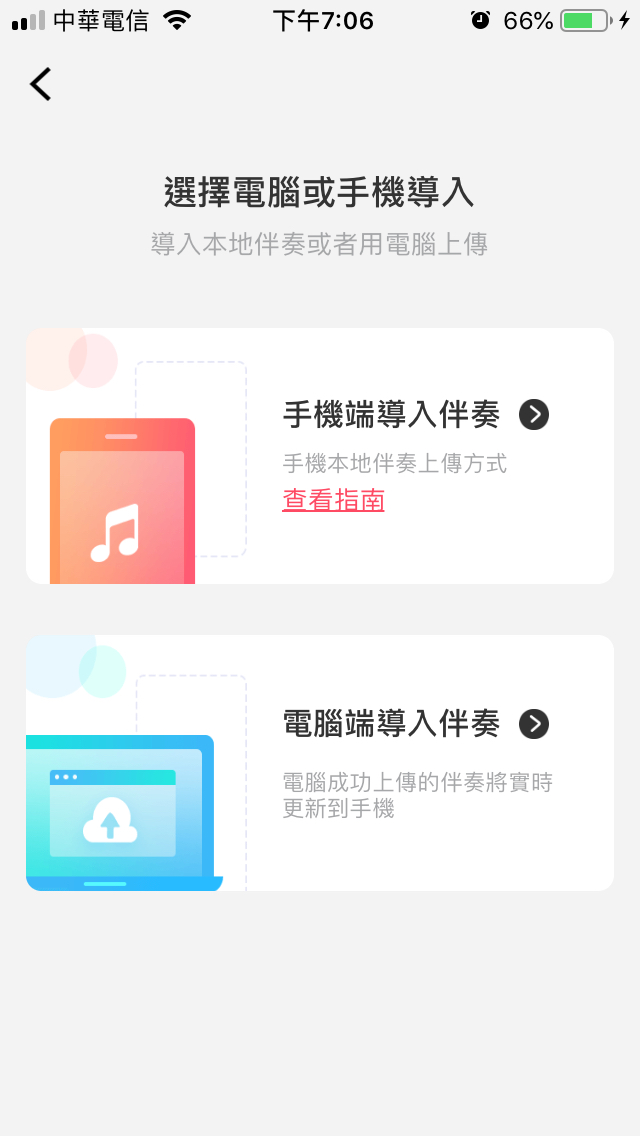 中華電信 下午7:06 66%
選擇電腦或手機導入
導入本地伴奏或者用電腦上傳
手機端導入伴奏
手機本地伴奏上傳方式
查看指南
電腦端導入伴奏
電腦成功上傳的伴奏將實時
更新到手機